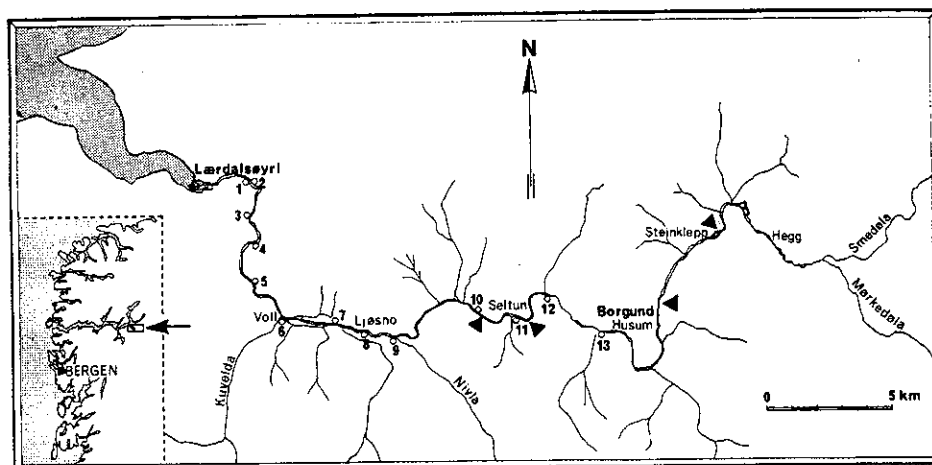 N
Lærdalsøyri
1
2
3
4
5
Voll
6
7
Ljøsno
8
9
10
Seltun
11
12
13
Borgund
Husum
Steinklepp
Hegg
Smedøla
Mørkedøla
Kuvelda
Nivla
BERGEN
0 5 km